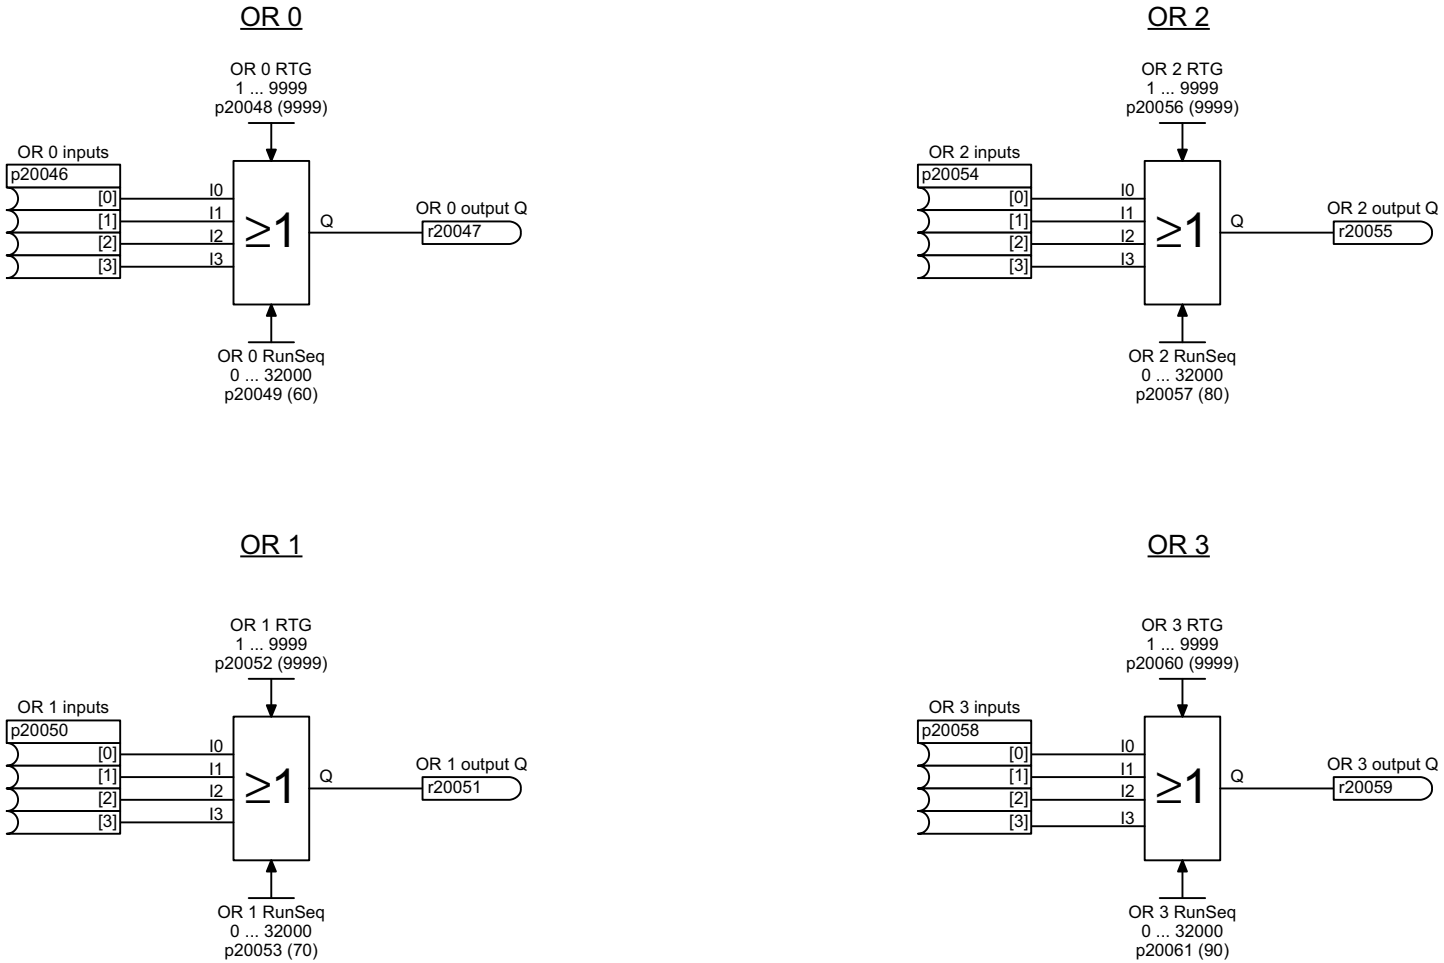 OR 0
OR 0 RTG
1 ... 9999
p20048 (9999)
OR 0 inputs
p20046
[0]
[1]
[2]
[3]
I0
I1
I2
I3
≥1
Q
OR 0 output Q
r20047
OR 0 RunSeq
0 ... 32000
p20049 (60)
OR 2
OR 2 RTG
1 ... 9999
p20056 (9999)
OR 2 inputs
p20054
[0]
[1]
[2]
[3]
I0
I1
I2
I3
≥1
Q
OR 2 output Q
r20055
OR 2 RunSeq
0 ... 32000
p20057 (80)
OR 1
OR 1 RTG
1 ... 9999
p20052 (9999)
OR 1 inputs
p20050
[0]
[1]
[2]
[3]
I0
I1
I2
I3
≥1
Q
OR 1 output Q
r20051
OR 1 RunSeq
0 ... 32000
p20053 (70)
OR 3
OR 3 RTG
1 ... 9999
p20060 (9999)
OR 3 inputs
p20058
[0]
[1]
[2]
[3]
I0
I1
I2
I3
≥1
Q
OR 3 output Q
r20059
OR 3 RunSeq
0 ... 32000
p20061 (90)